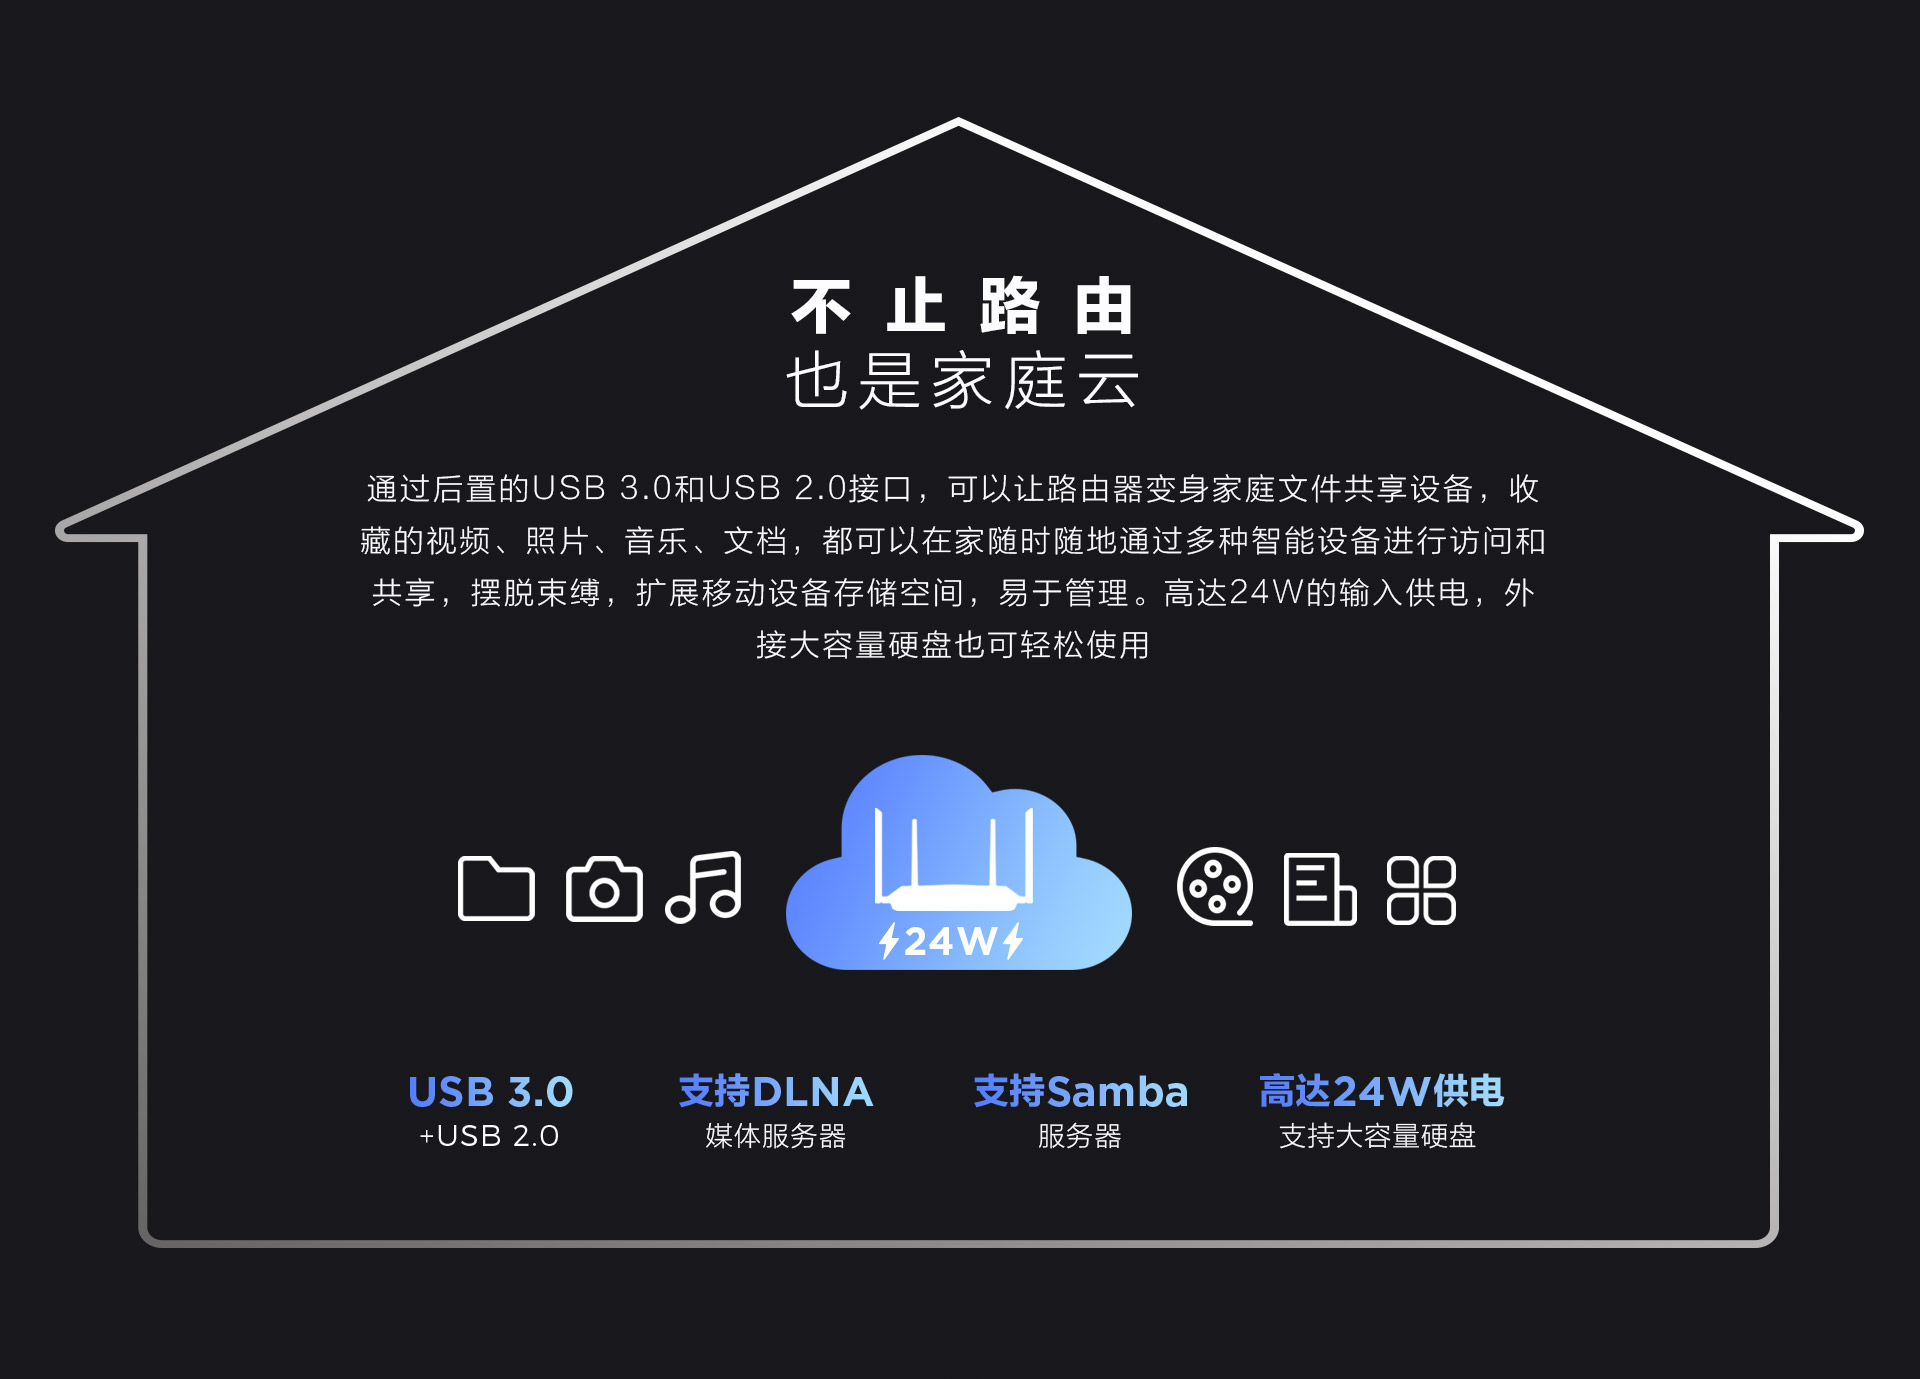 不止路由
也是家庭云
通过后置的USB 3.0和USB 2.0接口，可以让路由器变身家庭文件共享设备，收
藏的视频、照片、音乐、文档，都可以在家随时随地通过多种智能设备进行访问和
共享，摆脱束缚，扩展移动设备存储空间，易于管理。高达24W的输入供电，外
接大容量硬盘也可轻松使用
24W
USB 3.0
+USB 2.0
支持DLNA
媒体服务器
支持Samba
服务器
高达24W供电
支持大容量硬盘